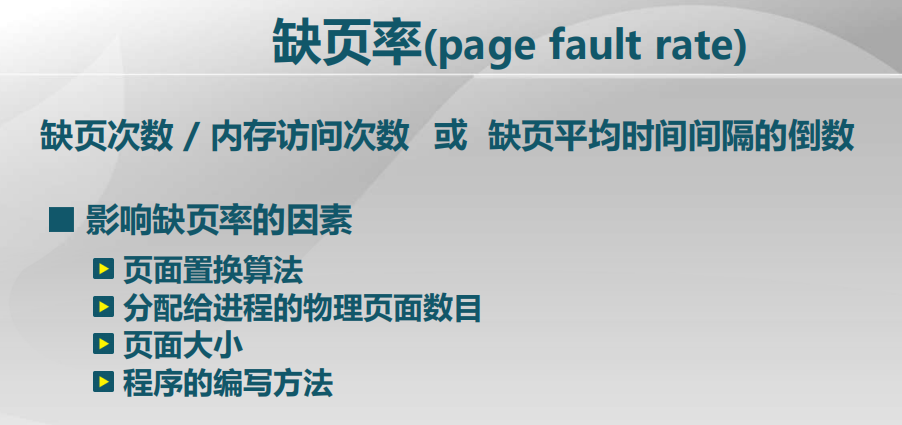 缺页率(page fault rate)
缺页次数 / 内存访问次数 或 缺页平均时间间隔的倒数
影响缺页率的因素
页面置换算法
分配给进程的物理页面数目
页面大小
程序的编写方法